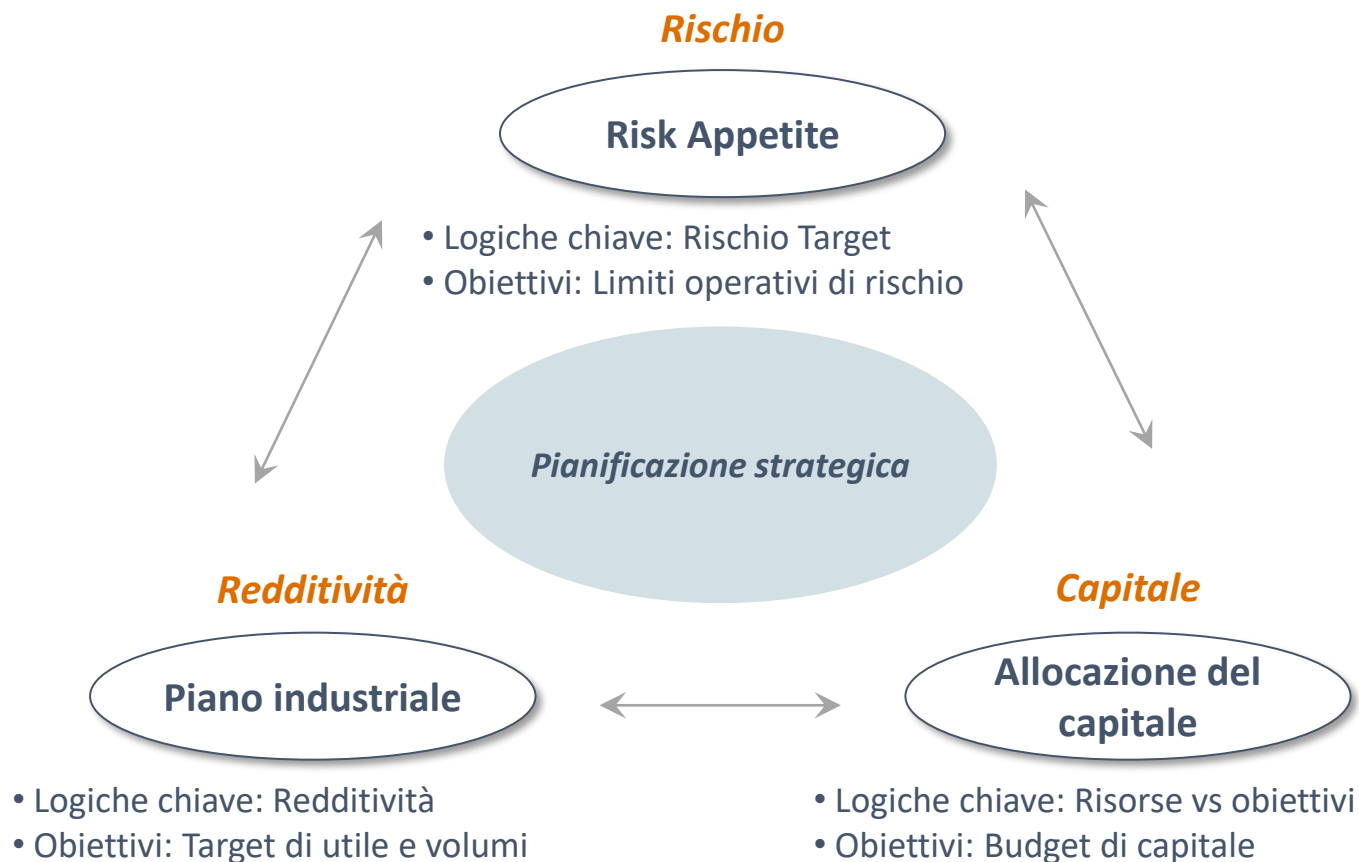 Rischio
Risk Appetite
• Logiche chiave: Rischio Target
• Obiettivi: Limiti operativi di rischio
Pianificazione strategica
Redditività
Piano industriale
• Logiche chiave: Redditività
• Obiettivi: Target di utile e volumi
Capitale
Allocazione del
capitale
• Logiche chiave: Risorse vs obiettivi
• Obiettivi: Budget di capitale